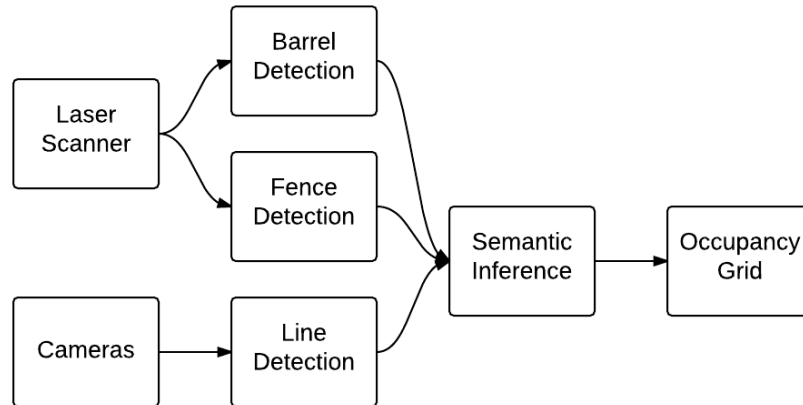 Barrel
Detection
Laser
Scanner
Fence
Detection
Semantic
Inference
Occupancy
Grid
Cameras
Line
Detection